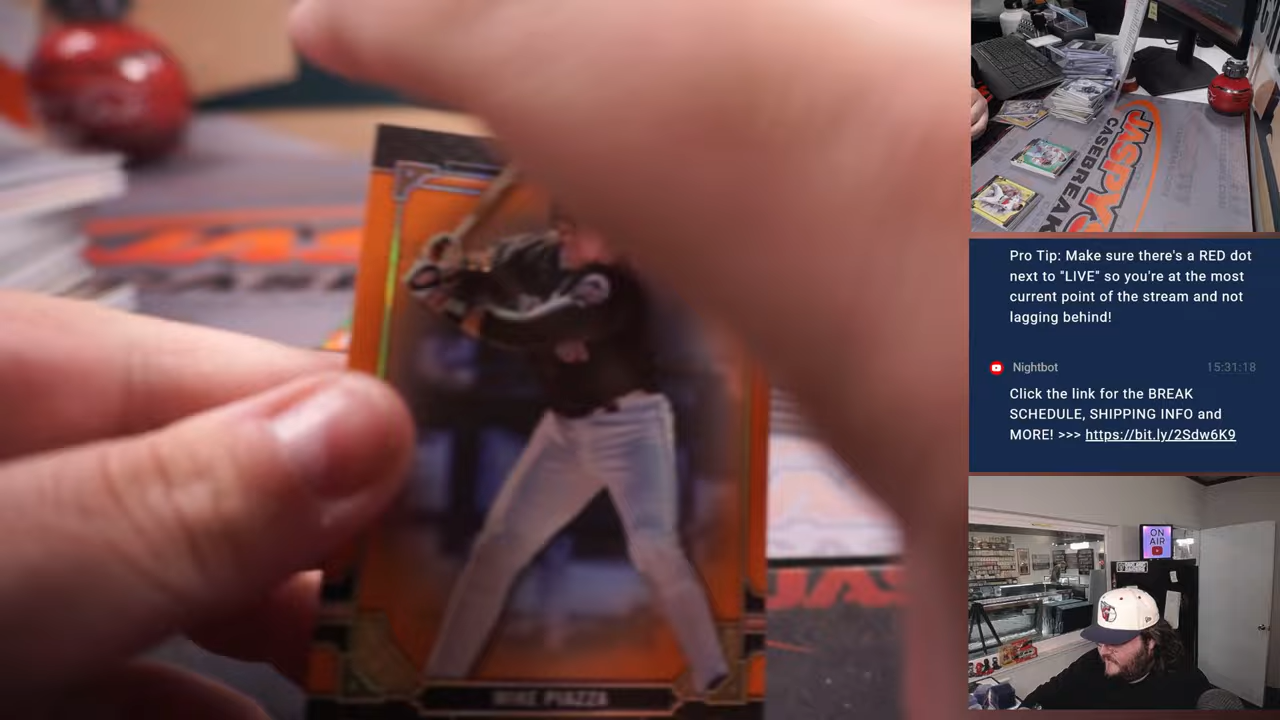 MIKE PIAZZA
JASPYS
CASEBREAK
Pro Tip: Make sure there's a RED dot
next to "LIVE" so you're at the most
current point of the stream and not
lagging behind!
Nightbot
15:31:18
Click the link for the BREAK
SCHEDULE, SHIPPING INFO and
MORE! >>> https://bit.ly/2Sdw6K9
ON
AIR